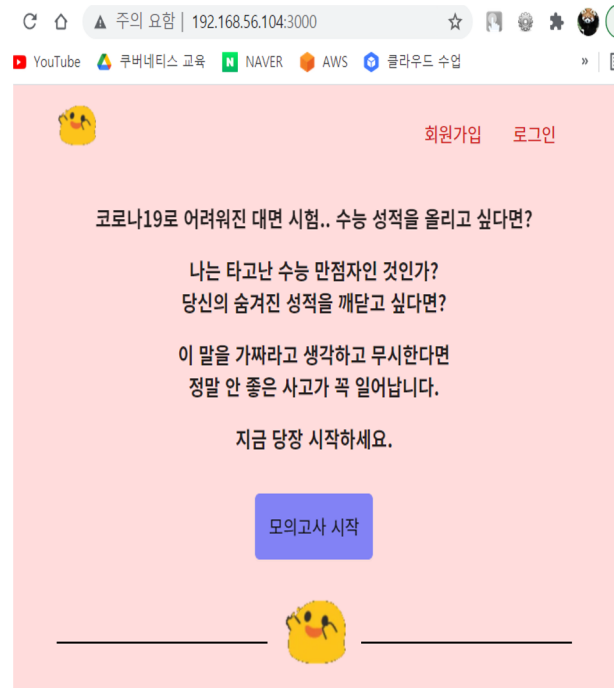 주의 요함 | 192.168.56.104:3000
YouTube 쿠버네티스 교육 N NAVER AWS 클라우드 수업 »
회원가입 로그인
코로나19로 어려워진 대면 시험.. 수능 성적을 올리고 싶다면?
나는 타고난 수능 만점자인 것인가?
당신의 숨겨진 성적을 깨닫고 싶다면?
이 말을 가짜라고 생각하고 무시한다면
정말 안 좋은 사고가 꼭 일어납니다.
지금 당장 시작하세요.
모의고사 시작